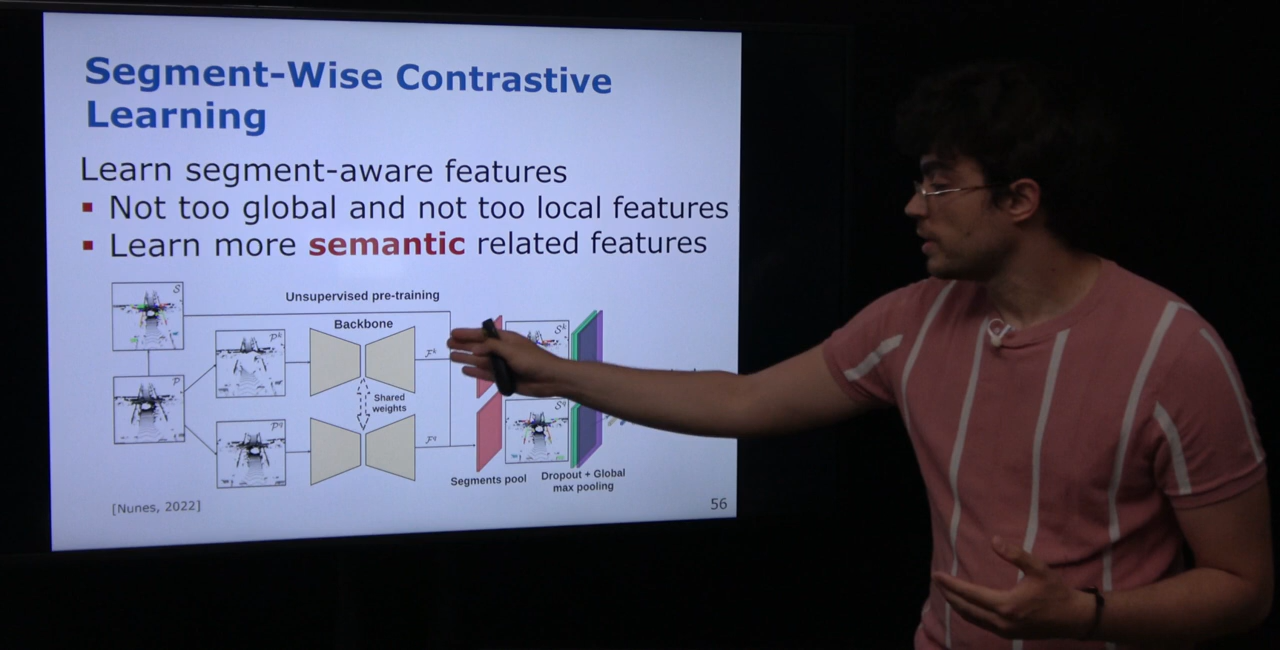 Segment-Wise Contrastive
Learning
Learn segment-aware features
▪ Not too global and not too local features
▪ Learn more semantic related features
Unsupervised pre-training
Backbone
S
P
P^k
P^q
F^k
F^q
Shared
weights
S^k
S^q
Segments pool
Dropout + Global
max pooling
[Nunes, 2022]
56